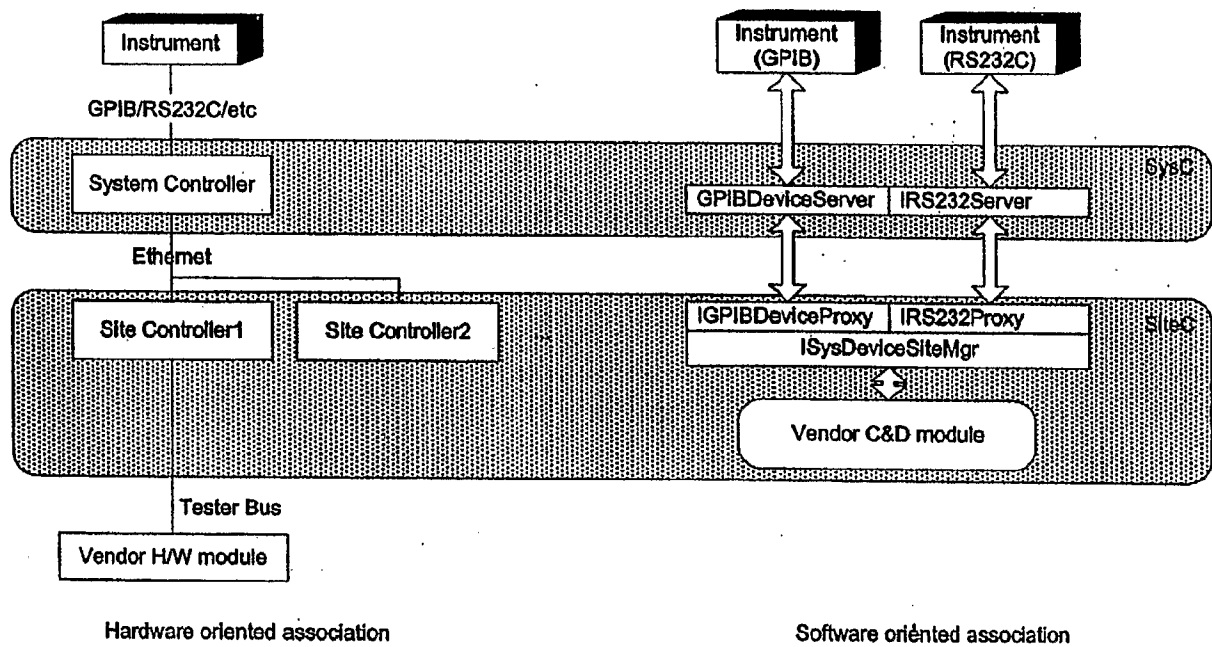 Instrument
Instrument
(GPIB)
Instrument
(RS232C)
GPIB/RS232C/etc
SysC
System Controller
GPIBDeviceServer
IRS232Server
Ethernet
Site Controller1
Site Controller2
IGPIBDeviceProxy
IRS232Proxy
SiteC
ISysDeviceSiteMgr
Vendor C&D module
Tester Bus
Vendor H/W module
Hardware oriented association
Software oriented association